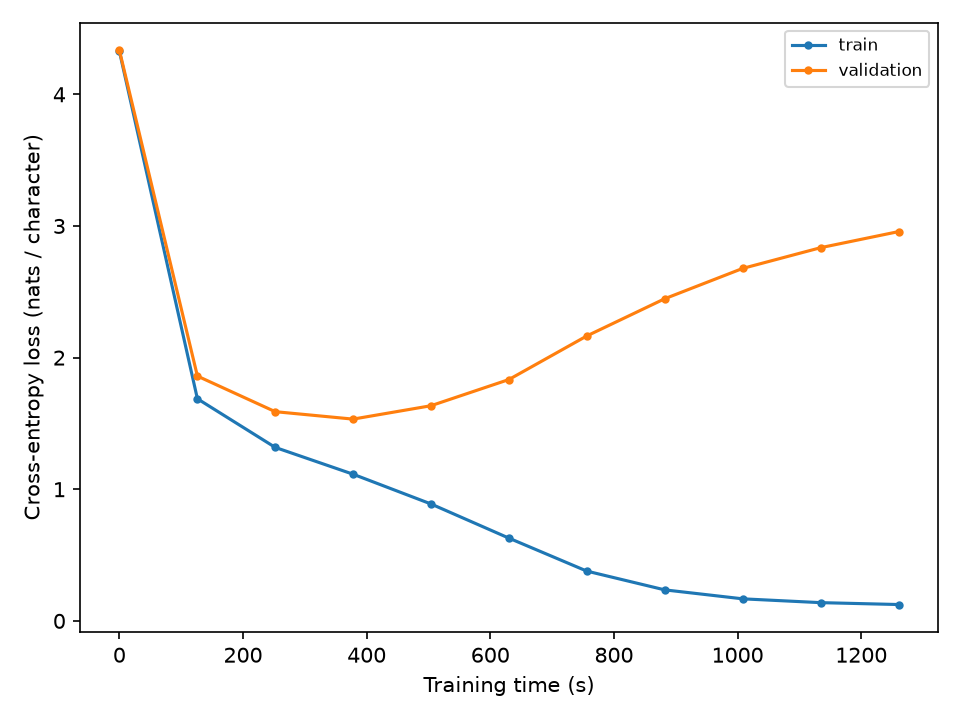 train
validation
Cross-entropy loss (nats / character)
4
3
2
1
0
0 200 400 600 800 1000 1200
Training time (s)